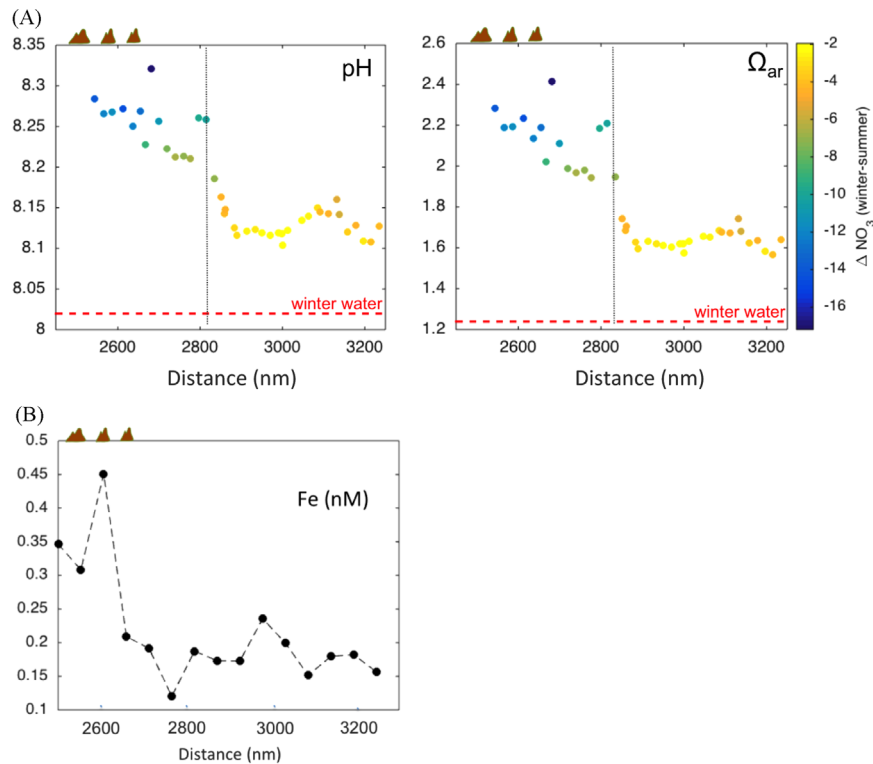 (A)
pH
8.35
8.3
8.25
8.2
8.15
8.1
8.05
8
winter water
2600 2800 3000 3200
Distance (nm)
Ωar
2.6
2.4
2.2
2
1.8
1.6
1.4
1.2
winter water
2600 2800 3000 3200
Distance (nm)
-2
-4
-6
-8
-10
-12
-14
-16
Δ NO3 (winter-summer)
(B)
Fe (nM)
0.5
0.45
0.4
0.35
0.3
0.25
0.2
0.15
0.1
2600 2800 3000 3200
Distance (nm)